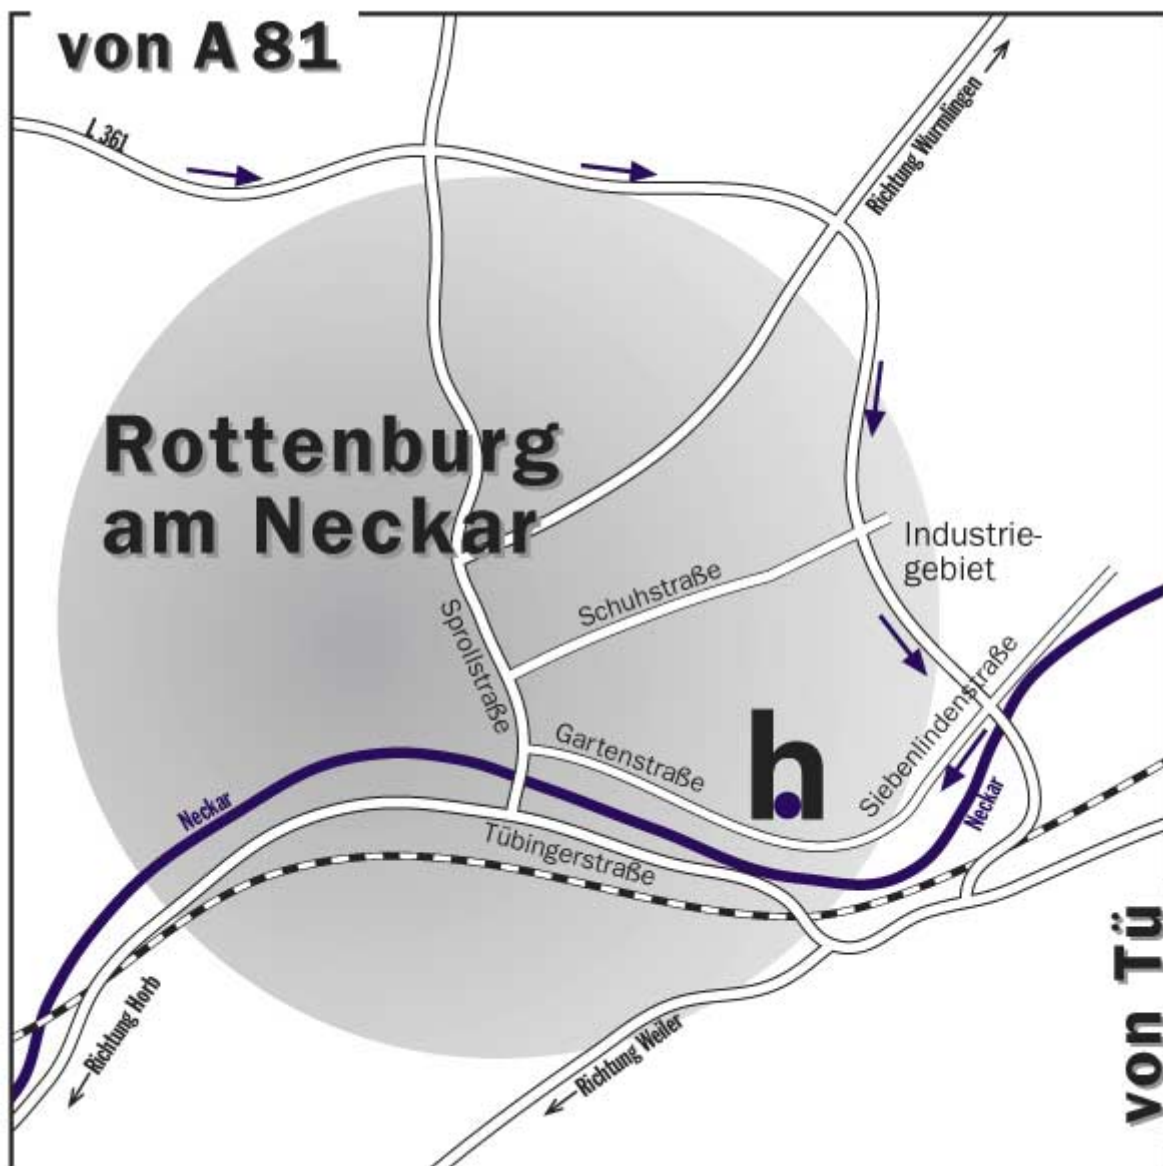 von A 81
L 361
Richtung Wurmlingen
Rottenburg
am Neckar
Industrie-
gebiet
Schuhstraße
Sprollstraße
Siebenlindenstraße
Gartenstraße
h
Neckar
Neckar
Tübingerstraße
von Tü
Richtung Horb
Richtung Weiler